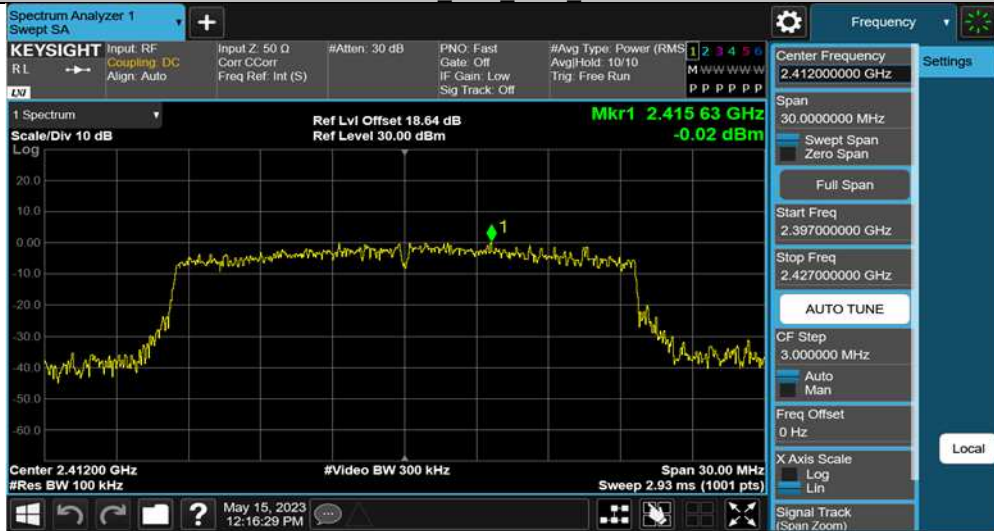 Spectrum Analyzer 1
Swept SA
+
Frequency
KEYSIGHT
RL
LXI
Input: RF
Coupling: DC
Align: Auto
Input Z: 50 Ω
Corr CCorr
Freq Ref: Int (S)
#Atten: 30 dB
PNO: Fast
Gate: Off
IF Gain: Low
Sig Track: Off
#Avg Type: Power (RMS
Avg|Hold: 10/10
Trig: Free Run
1 2 3 4 5 6
M W W W W W
P P P P P P
1 Spectrum
Scale/Div 10 dB
Log
Ref Lvl Offset 18.64 dB
Ref Level 30.00 dBm
Mkr1 2.415 63 GHz
-0.02 dBm
20.0
10.0
0.00
-10.0
-20.0
-30.0
-40.0
-50.0
-60.0
1
Center 2.41200 GHz
#Res BW 100 kHz
#Video BW 300 kHz
Span 30.00 MHz
Sweep 2.93 ms (1001 pts)
Center Frequency
2.412000000 GHz
Span
30.0000000 MHz
Swept Span
Zero Span
Full Span
Start Freq
2.397000000 GHz
Stop Freq
2.427000000 GHz
AUTO TUNE
CF Step
3.000000 MHz
Auto
Man
Freq Offset
0 Hz
X Axis Scale
Log
Lin
Signal Track
(Span Zoom)
Settings
Local
?
May 15, 2023
12:16:29 PM